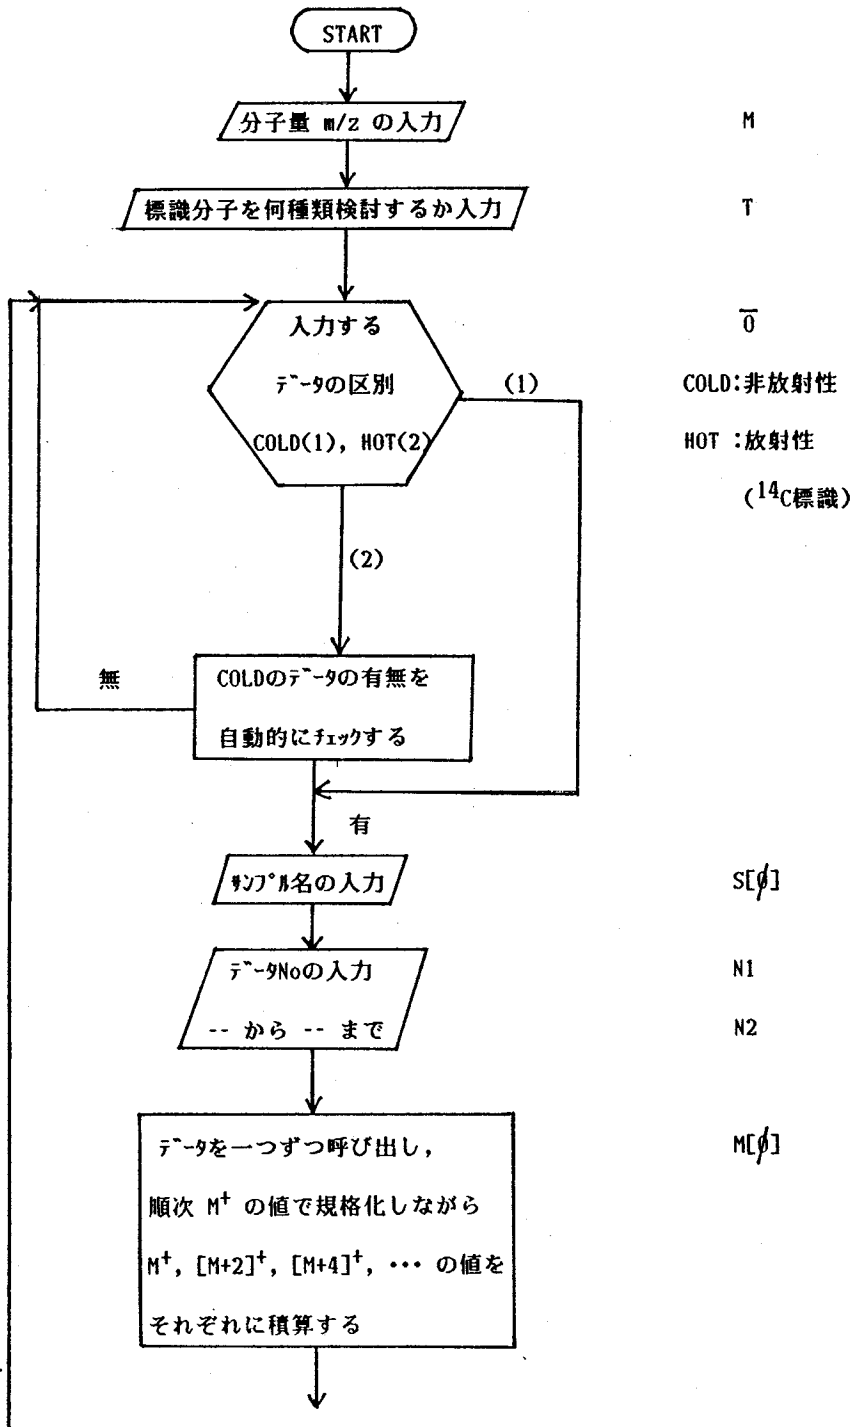 START
分子量 m/z の入力
M
標識分子を何種類検討するか入力
T
入力する
データの区別
COLD(1), HOT(2)
(1)
O̅
COLD:非放射性
HOT :放射性
(¹⁴C標識)
(2)
無
COLDのデータの有無を
自動的にチェックする
有
サンプル名の入力
S[0̸]
データNoの入力
N1
-- から -- まで
N2
データを一つずつ呼び出し,
M[0̸]
順次 M⁺ の値で規格化しながら
M⁺, [M+2]⁺, [M+4]⁺, ··· の値を
それぞれに積算する